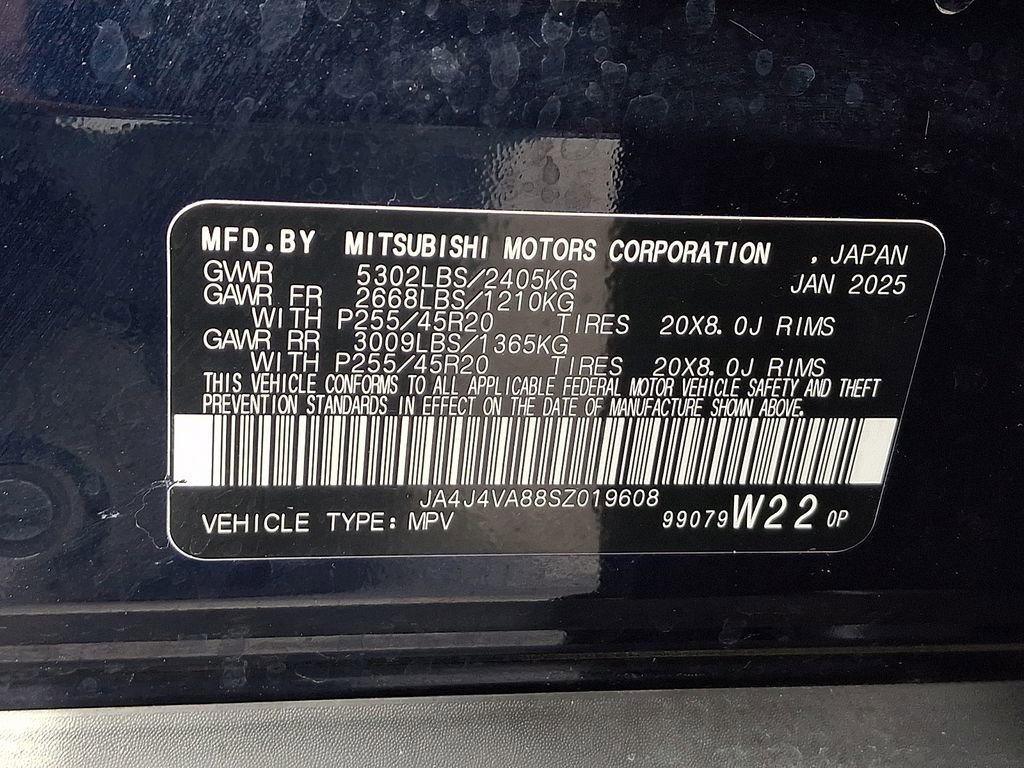 MFD.BY MITSUBISHI MOTORS CORPORATION , JAPAN
GVWR 5302LBS/2405KG JAN 2025
GAWR FR 2668LBS/1210KG
WITH P255/45R20 TIRES 20X8.0J RIMS
GAWR RR 3009LBS/1365KG
WITH P255/45R20 TIRES 20X8.0J RIMS
THIS VEHICLE CONFORMS TO ALL APPLICABLE FEDERAL MOTOR VEHICLE SAFETY AND THEFT
PREVENTION STANDARDS IN EFFECT ON THE DATE OF MANUFACTURE SHOWN ABOVE.
JA4J4VA88SZ019608
VEHICLE TYPE: MPV 99079 W22 0P